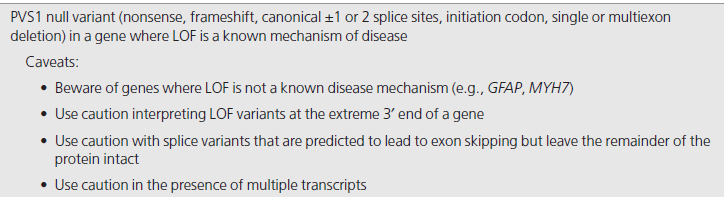 PVS1 null variant (nonsense, frameshift, canonical ±1 or 2 splice sites, initiation codon, single or multiexon
deletion) in a gene where LOF is a known mechanism of disease
Caveats:
• Beware of genes where LOF is not a known disease mechanism (e.g., GFAP, MYH7)
• Use caution interpreting LOF variants at the extreme 3′ end of a gene
• Use caution with splice variants that are predicted to lead to exon skipping but leave the remainder of the
protein intact
• Use caution in the presence of multiple transcripts